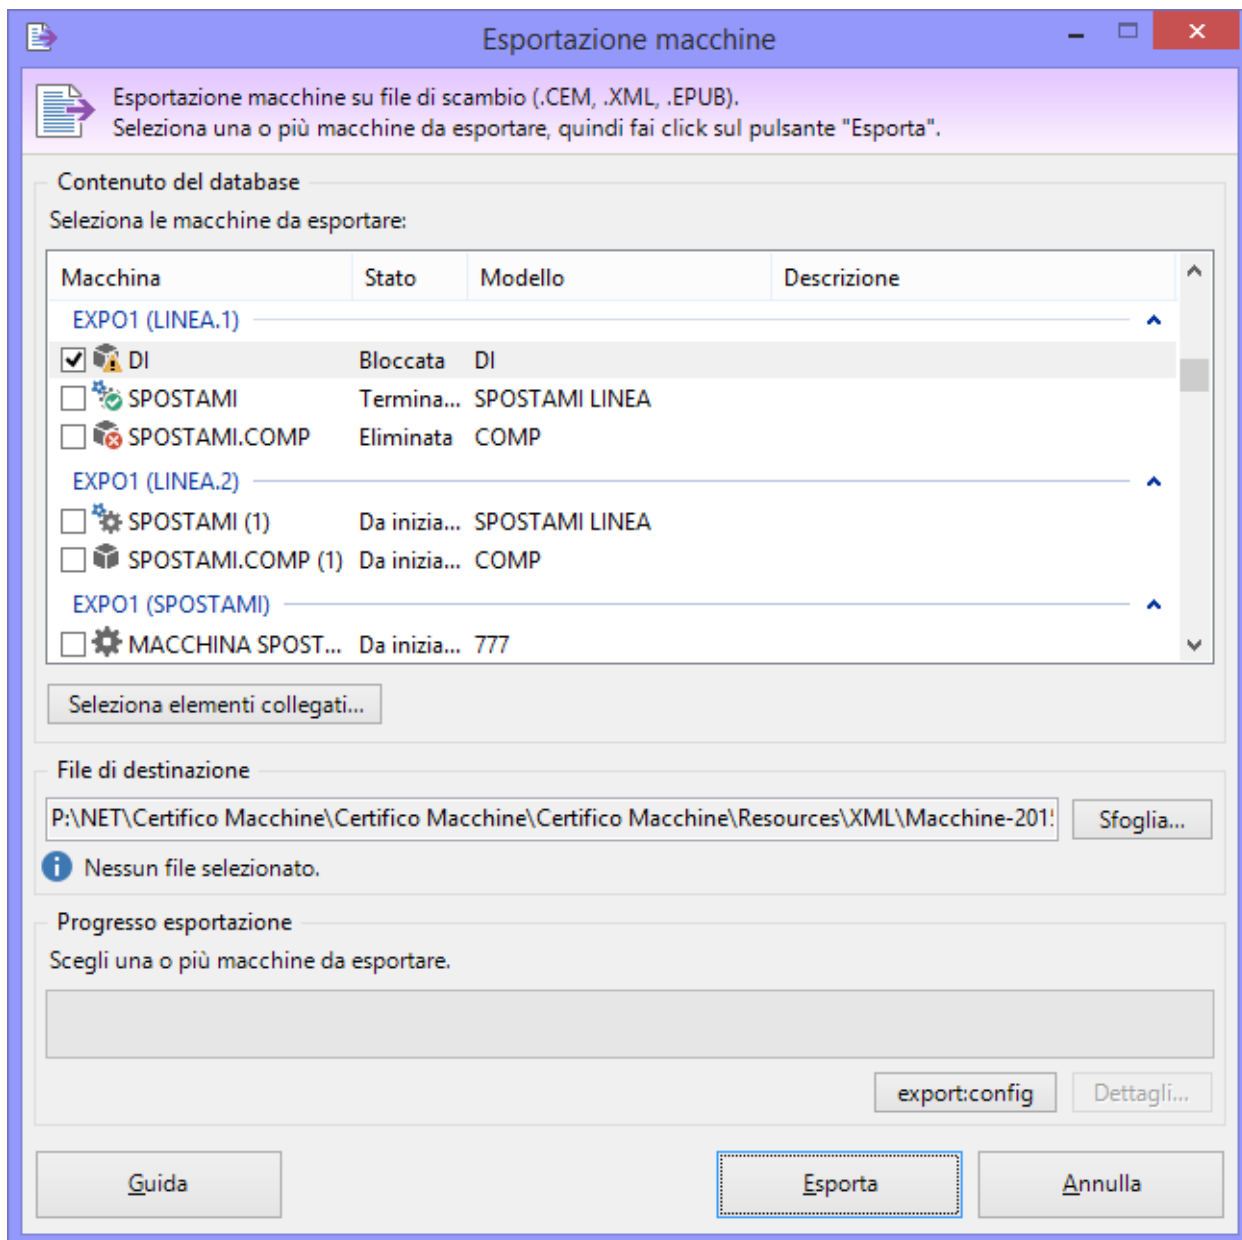 Esportazione macchine
Esportazione macchine su file di scambio (.CEM, .XML, .EPUB).
Seleziona una o più macchine da esportare, quindi fai click sul pulsante "Esporta".
Contenuto del database
Seleziona le macchine da esportare:
Macchina Stato Modello Descrizione
EXPO1 (LINEA.1)
DI Bloccata DI
SPOSTAMI Termina... SPOSTAMI LINEA
SPOSTAMI.COMP Eliminata COMP
EXPO1 (LINEA.2)
SPOSTAMI (1) Da inizia... SPOSTAMI LINEA
SPOSTAMI.COMP (1) Da inizia... COMP
EXPO1 (SPOSTAMI)
MACCHINA SPOST... Da inizia... 777
Seleziona elementi collegati...
File di destinazione
P:\NET\Certifico Macchine\Certifico Macchine\Certifico Macchine\Resources\XML\Macchine-201 Sfoglia...
Nessun file selezionato.
Progresso esportazione
Scegli una o più macchine da esportare.
export:config Dettagli...
Guida Esporta Annulla